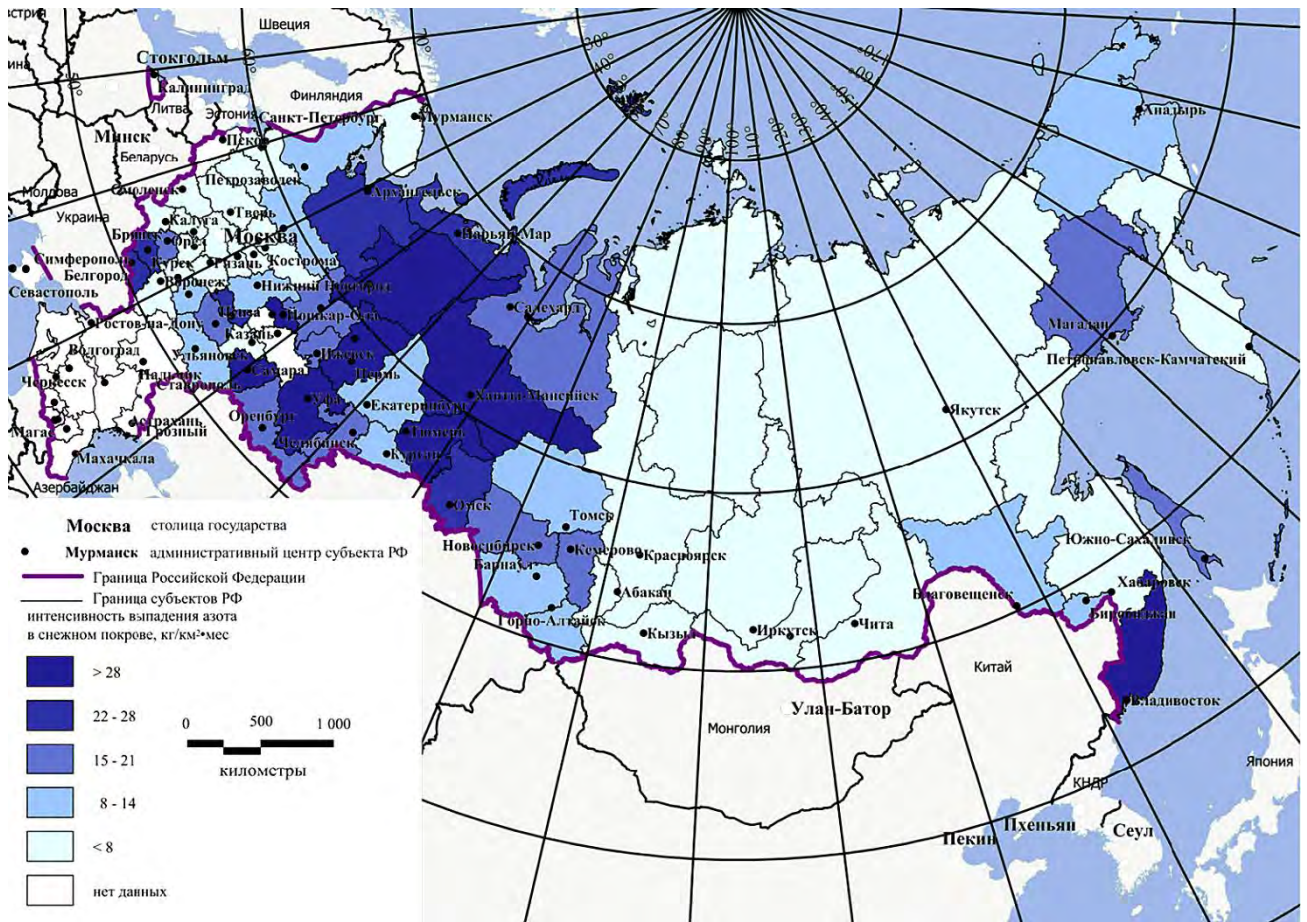 Швеция
Стокгольм
Калининград
Финляндия
Литва
Эстония
Санкт-Петербург
Мурманск
Минск
Беларусь
Псков
Молдова
Смоленск
Петрозаводск
Архангельск
Украина
Калуга
Тверь
Нарьян-Мар
Брянск
Орел
Москва
Симферополь
Курск
Рязань
Кострома
Белгород
Севастополь
Воронеж
Нижний Новгород
Салехард
Пенза
Йошкар-Ола
Ростов-на-Дону
Казань
Волгоград
Ульяновск
Ижевск
Нальчик
Самара
Пермь
Черкесск
Ставрополь
Уфа
Екатеринбург
Ханты-Мансийск
Астрахань
Оренбург
Тюмень
Магас
Грозный
Челябинск
Курган
Махачкала
Азербайджан
Омск
Томск
Новосибирск
Кемерово
Красноярск
Барнаул
Абакан
Горно-Алтайск
Кызыл
Иркутск
Чита
Якутск
Анадырь
Магадан
Петропавловск-Камчатский
Южно-Сахалинск
Хабаровск
Благовещенск
Биробиджан
Владивосток
Китай
Улан-Батор
Монголия
Япония
КНДР
Пхеньян
Сеул
Пекин
Москва столица государства
Мурманск административный центр субъекта РФ
Граница Российской Федерации
Граница субъектов РФ
интенсивность выпадения азота
в снежном покрове, кг/км²•мес
> 28
22 - 28
15 - 21
8 - 14
< 8
нет данных
0 500 1 000
километры